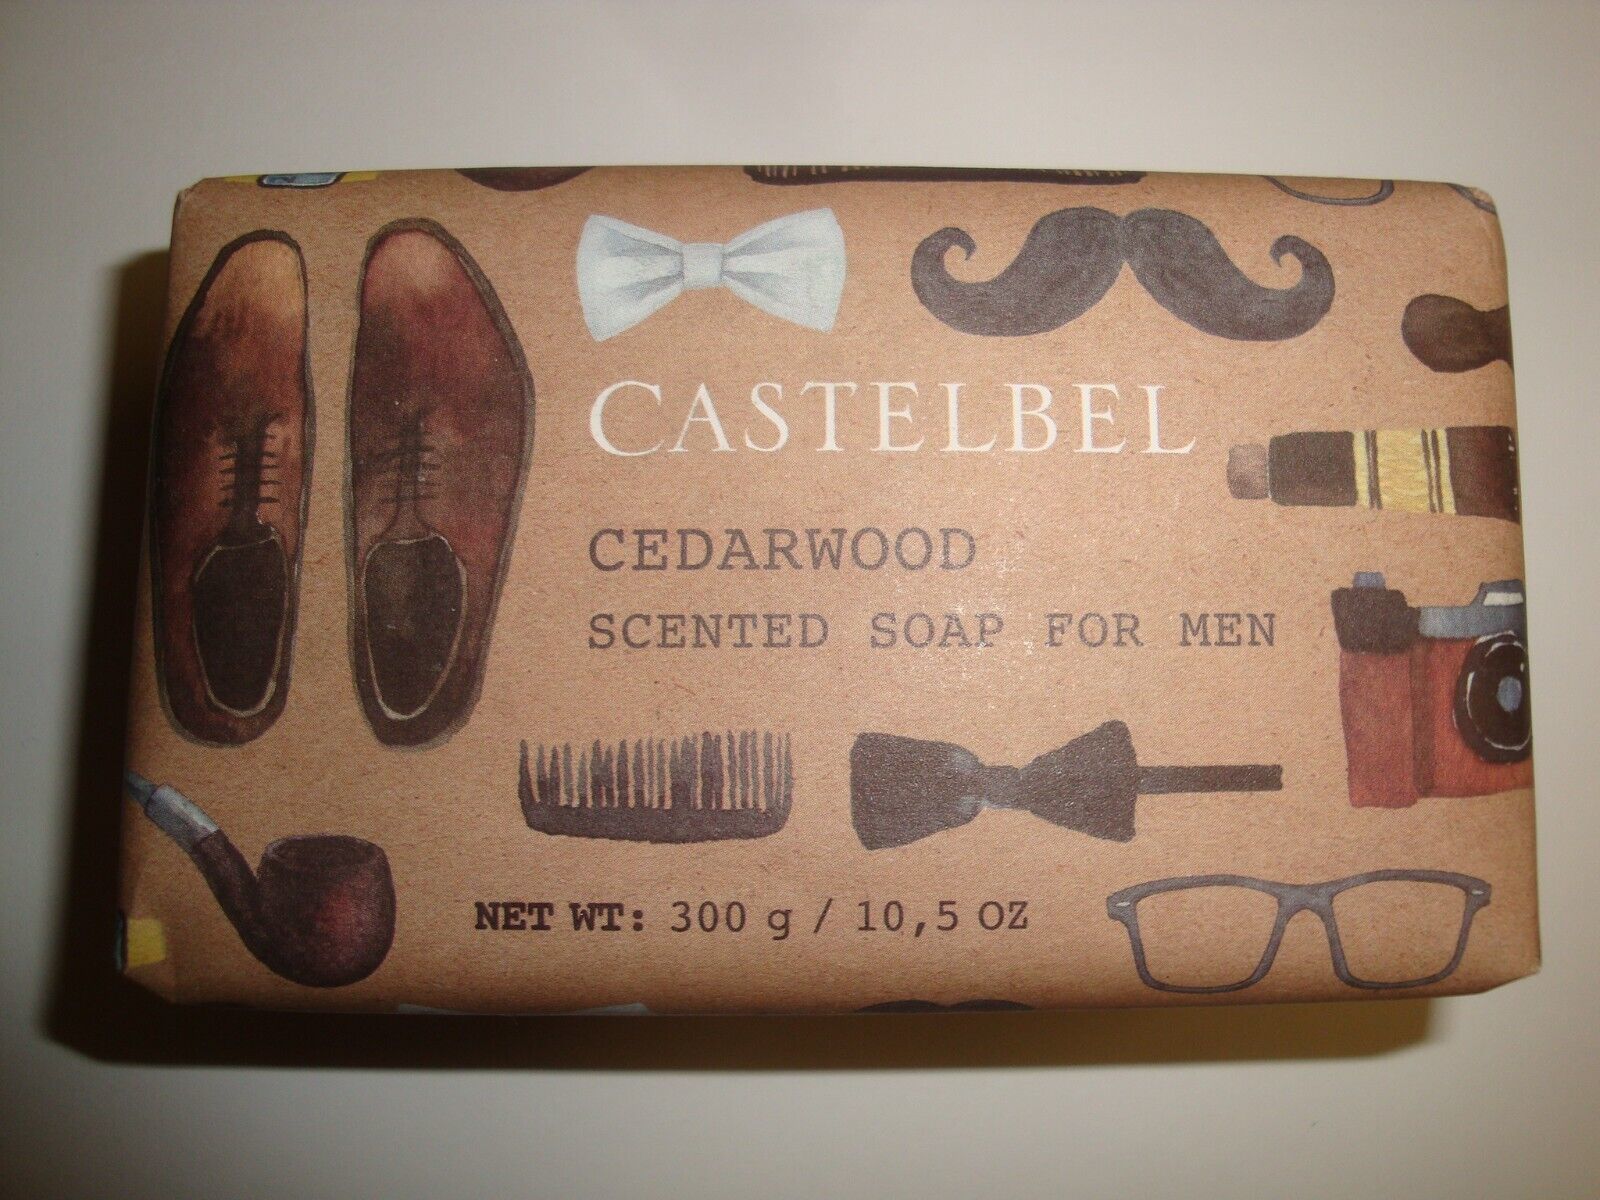 CASTELBEL
CEDARWOOD
SCENTED SOAP FOR MEN
NET WT: 300 g / 10,5 OZ